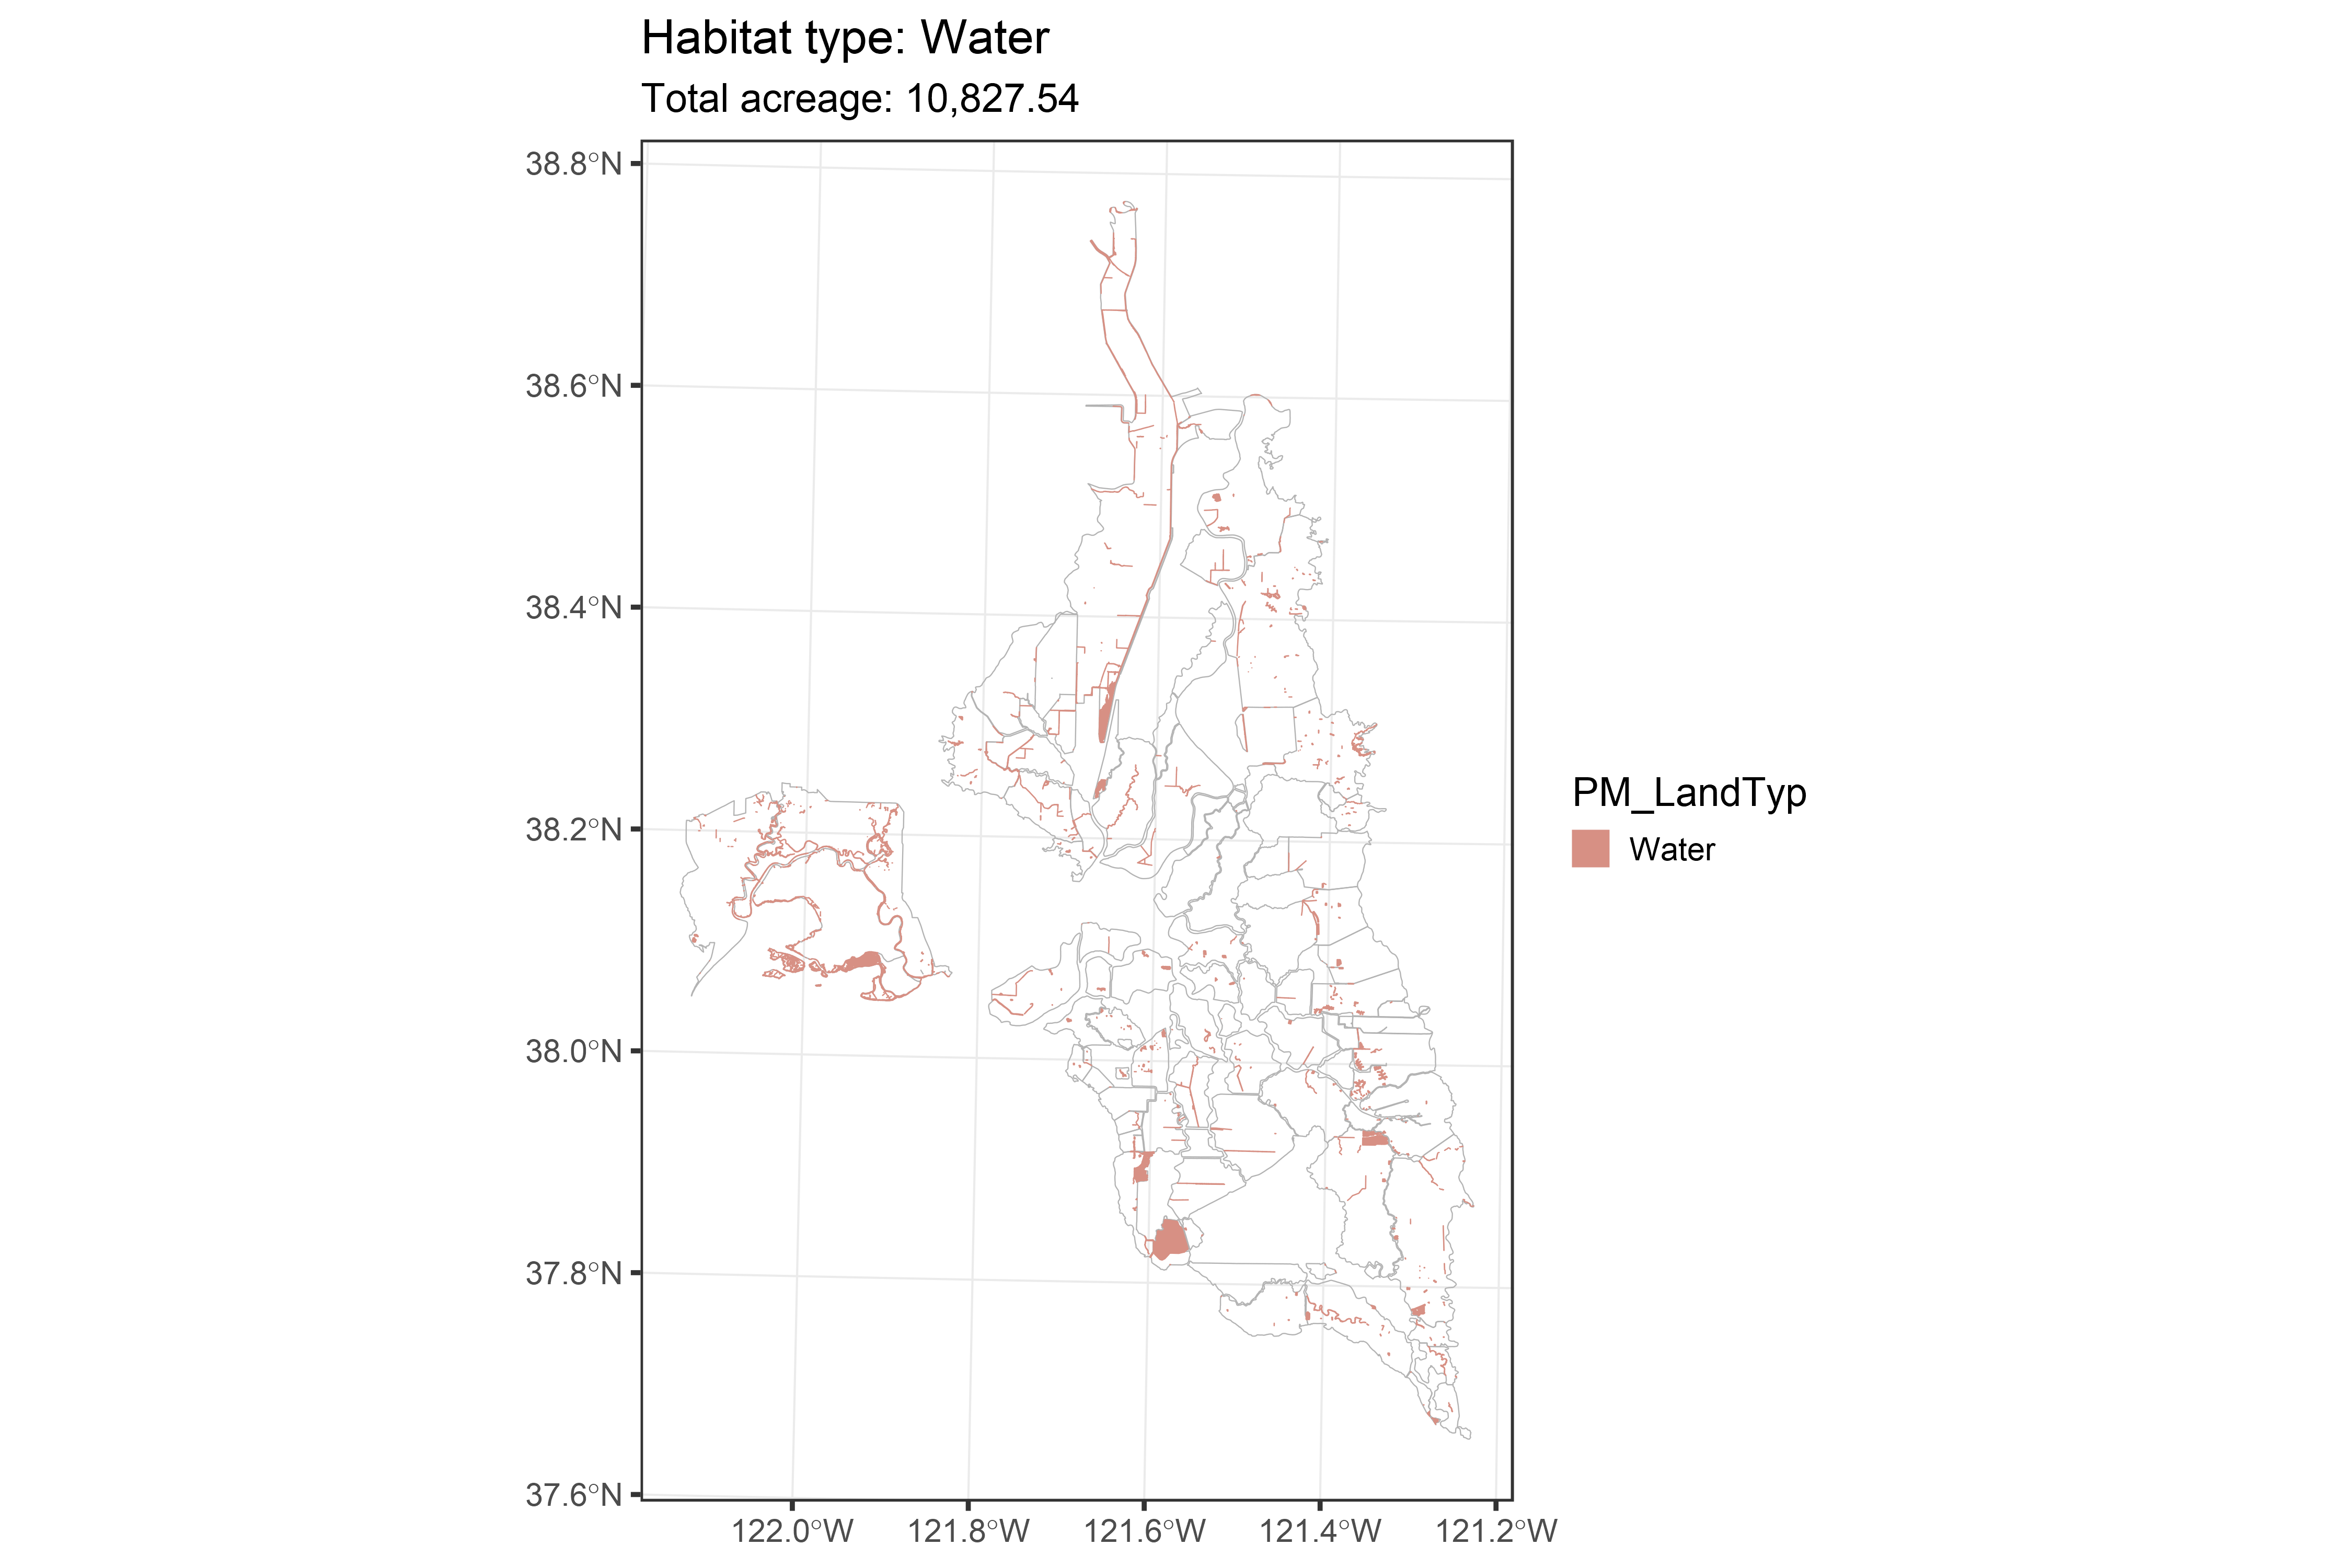 Habitat type: Water
Total acreage: 10,827.54
38.8°N
38.6°N
38.4°N
38.2°N
38.0°N
37.8°N
37.6°N
122.0°W 121.8°W 121.6°W 121.4°W 121.2°W
PM_LandTyp
Water